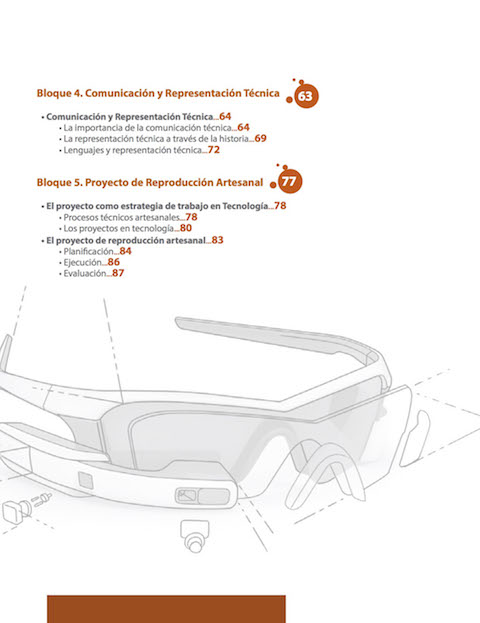 Bloque 4. Comunicación y Representación Técnica 63
• Comunicación y Representación Técnica...64
• La importancia de la comunicación técnica...64
• La representación técnica a través de la historia...69
• Lenguajes y representación técnica...72
Bloque 5. Proyecto de Reproducción Artesanal 77
• El proyecto como estrategia de trabajo en Tecnología...78
• Procesos técnicos artesanales...78
• Los proyectos en tecnología...80
• El proyecto de reproducción artesanal...83
• Planificación...84
• Ejecución...86
• Evaluación...87